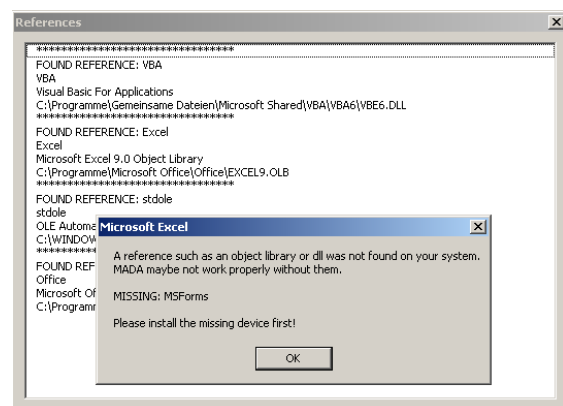 References
**********************************
FOUND REFERENCE: VBA
VBA
Visual Basic For Applications
C:\Programme\Gemeinsame Dateien\Microsoft Shared\VBA\VBA6\VBE6.DLL
**********************************
FOUND REFERENCE: Excel
Excel
Microsoft Excel 9.0 Object Library
C:\Programme\Microsoft Office\Office\EXCEL9.OLB
**********************************
FOUND REFERENCE: stdole
stdole
OLE Automa
C:\WINDOW
**********
FOUND REF
Office
Microsoft Of
C:\Programm
Microsoft Excel
A reference such as an object library or dll was not found on your system.
MADA maybe not work properly without them.
MISSING: MSForms
Please install the missing device first!
OK